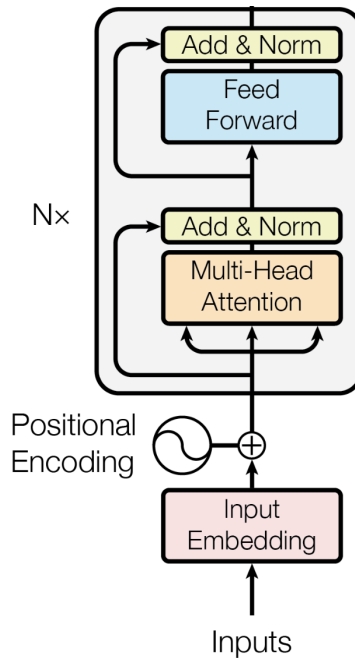 Add & Norm
Feed
Forward
N×
Add & Norm
Multi-Head
Attention
Positional
Encoding
Input
Embedding
Inputs